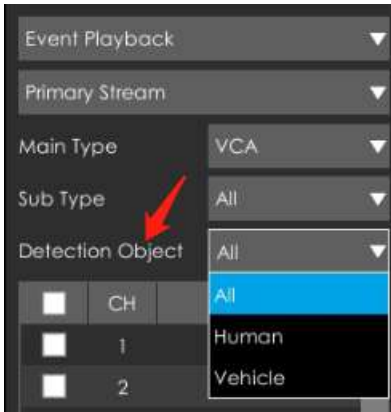 Event Playback
Primary Stream
Main Type VCA
Sub Type All
Detection Object All
All
CH
Human
1
Vehicle
2